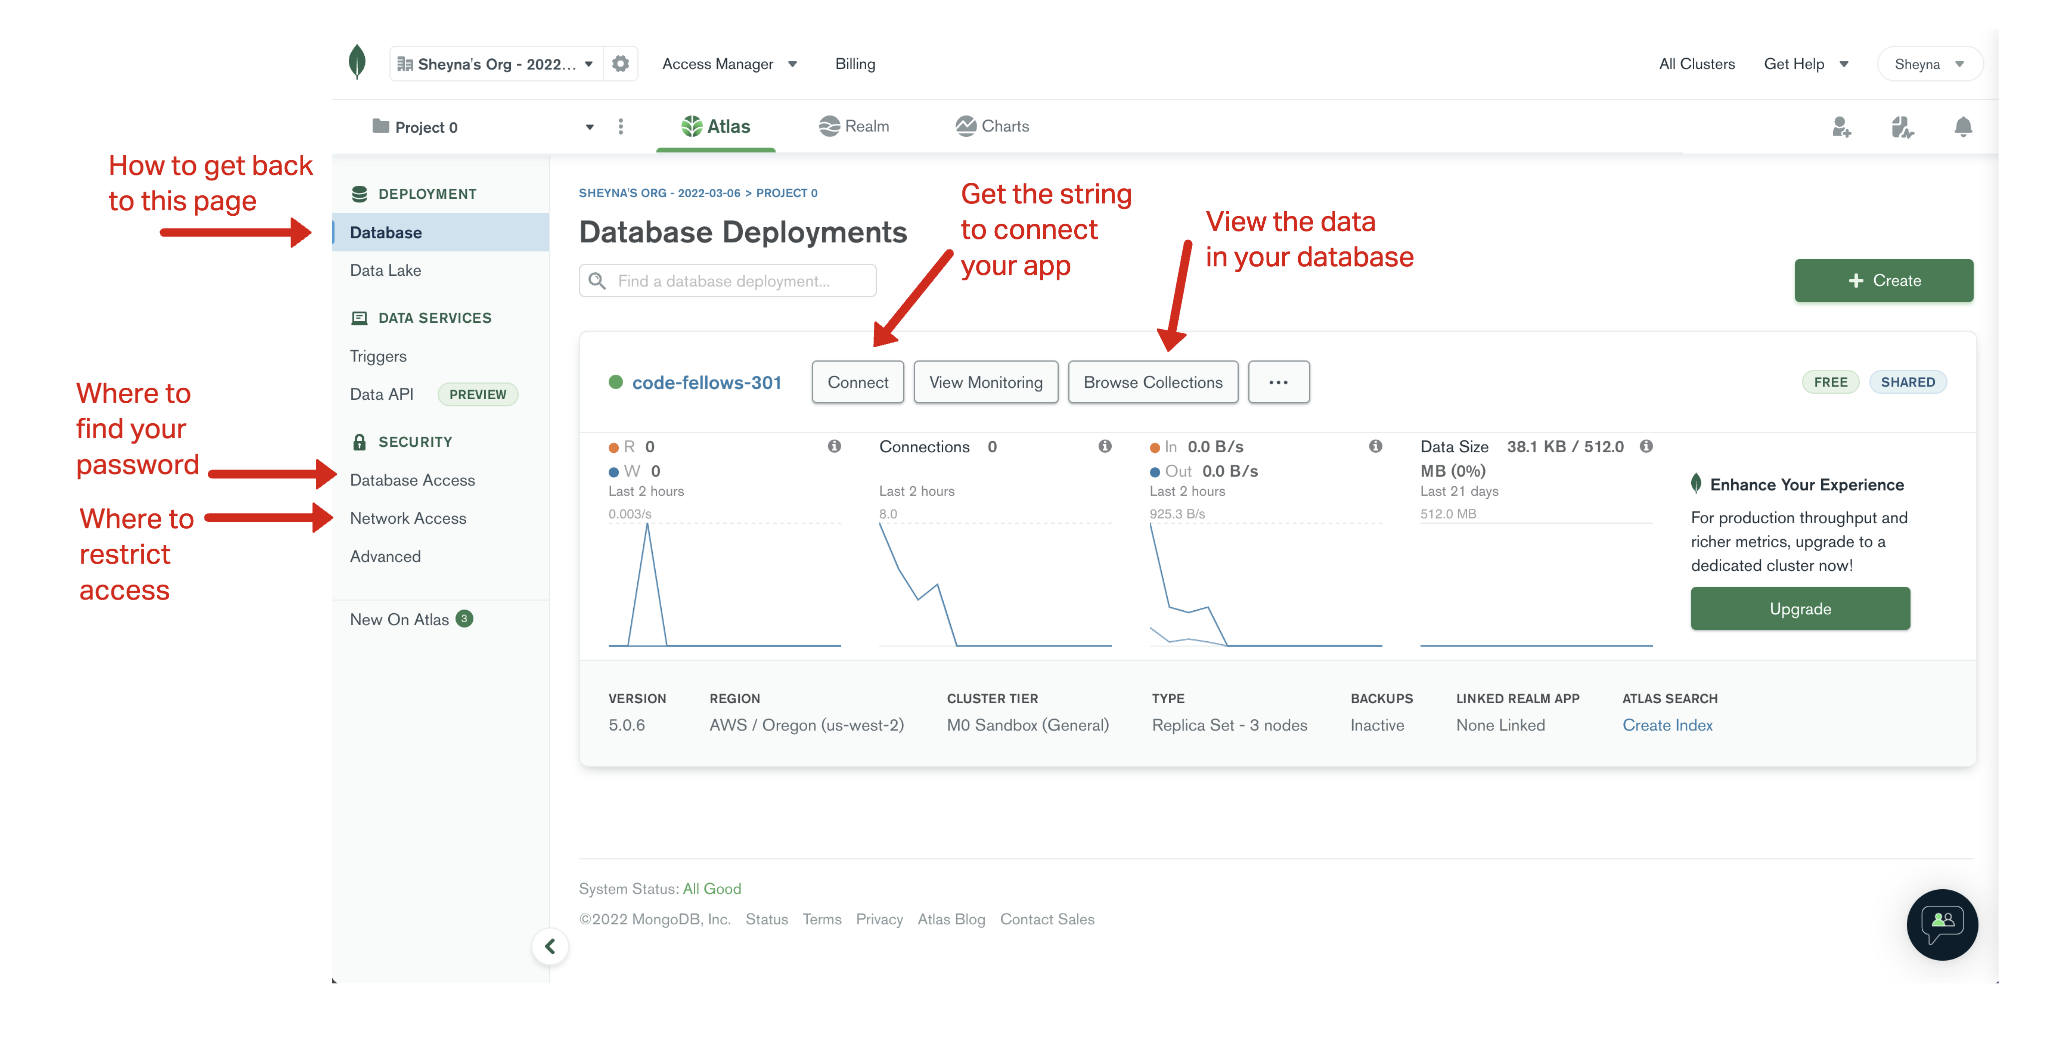 Sheyna's Org - 2022...
Access Manager
Billing
All Clusters
Get Help
Sheyna
Project 0
Atlas
Realm
Charts
How to get back
to this page
DEPLOYMENT
Database
Data Lake
DATA SERVICES
Triggers
Data API
PREVIEW
SECURITY
Database Access
Network Access
Advanced
New On Atlas 3
Where to
find your
password
Where to
restrict
access
SHEYNA'S ORG - 2022-03-06 > PROJECT 0
Database Deployments
Find a database deployment...
Get the string
to connect
your app
View the data
in your database
+ Create
code-fellows-301
Connect
View Monitoring
Browse Collections
...
FREE
SHARED
R 0
W 0
Last 2 hours
0.003/s
Connections 0
Last 2 hours
8.0
In 0.0 B/s
Out 0.0 B/s
Last 2 hours
925.3 B/s
Data Size 38.1 KB / 512.0
MB (0%)
Last 21 days
512.0 MB
Enhance Your Experience
For production throughput and
richer metrics, upgrade to a
dedicated cluster now!
Upgrade
VERSION
5.0.6
REGION
AWS / Oregon (us-west-2)
CLUSTER TIER
M0 Sandbox (General)
TYPE
Replica Set - 3 nodes
BACKUPS
Inactive
LINKED REALM APP
None Linked
ATLAS SEARCH
Create Index
System Status: All Good
©2022 MongoDB, Inc. Status Terms Privacy Atlas Blog Contact Sales